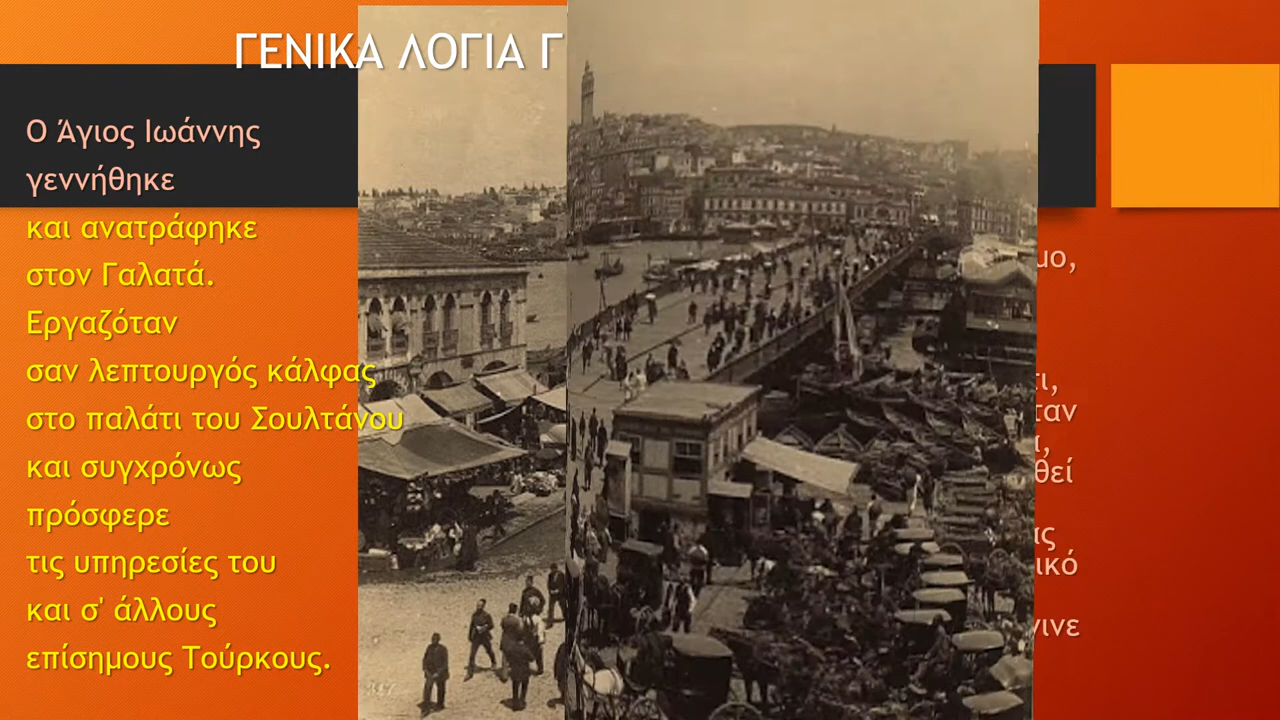 ΓΕΝΙΚΑ ΛΟΓΙΑ Γ
Ο Άγιος Ιωάννης
γεννήθηκε
και ανατράφηκε
στον Γαλατά.
Εργαζόταν
σαν λεπτουργός κάλφας
στο παλάτι του Σουλτάνου
και συγχρόνως
πρόσφερε
τις υπηρεσίες του
και σ' άλλους
επίσημους Τούρκους.